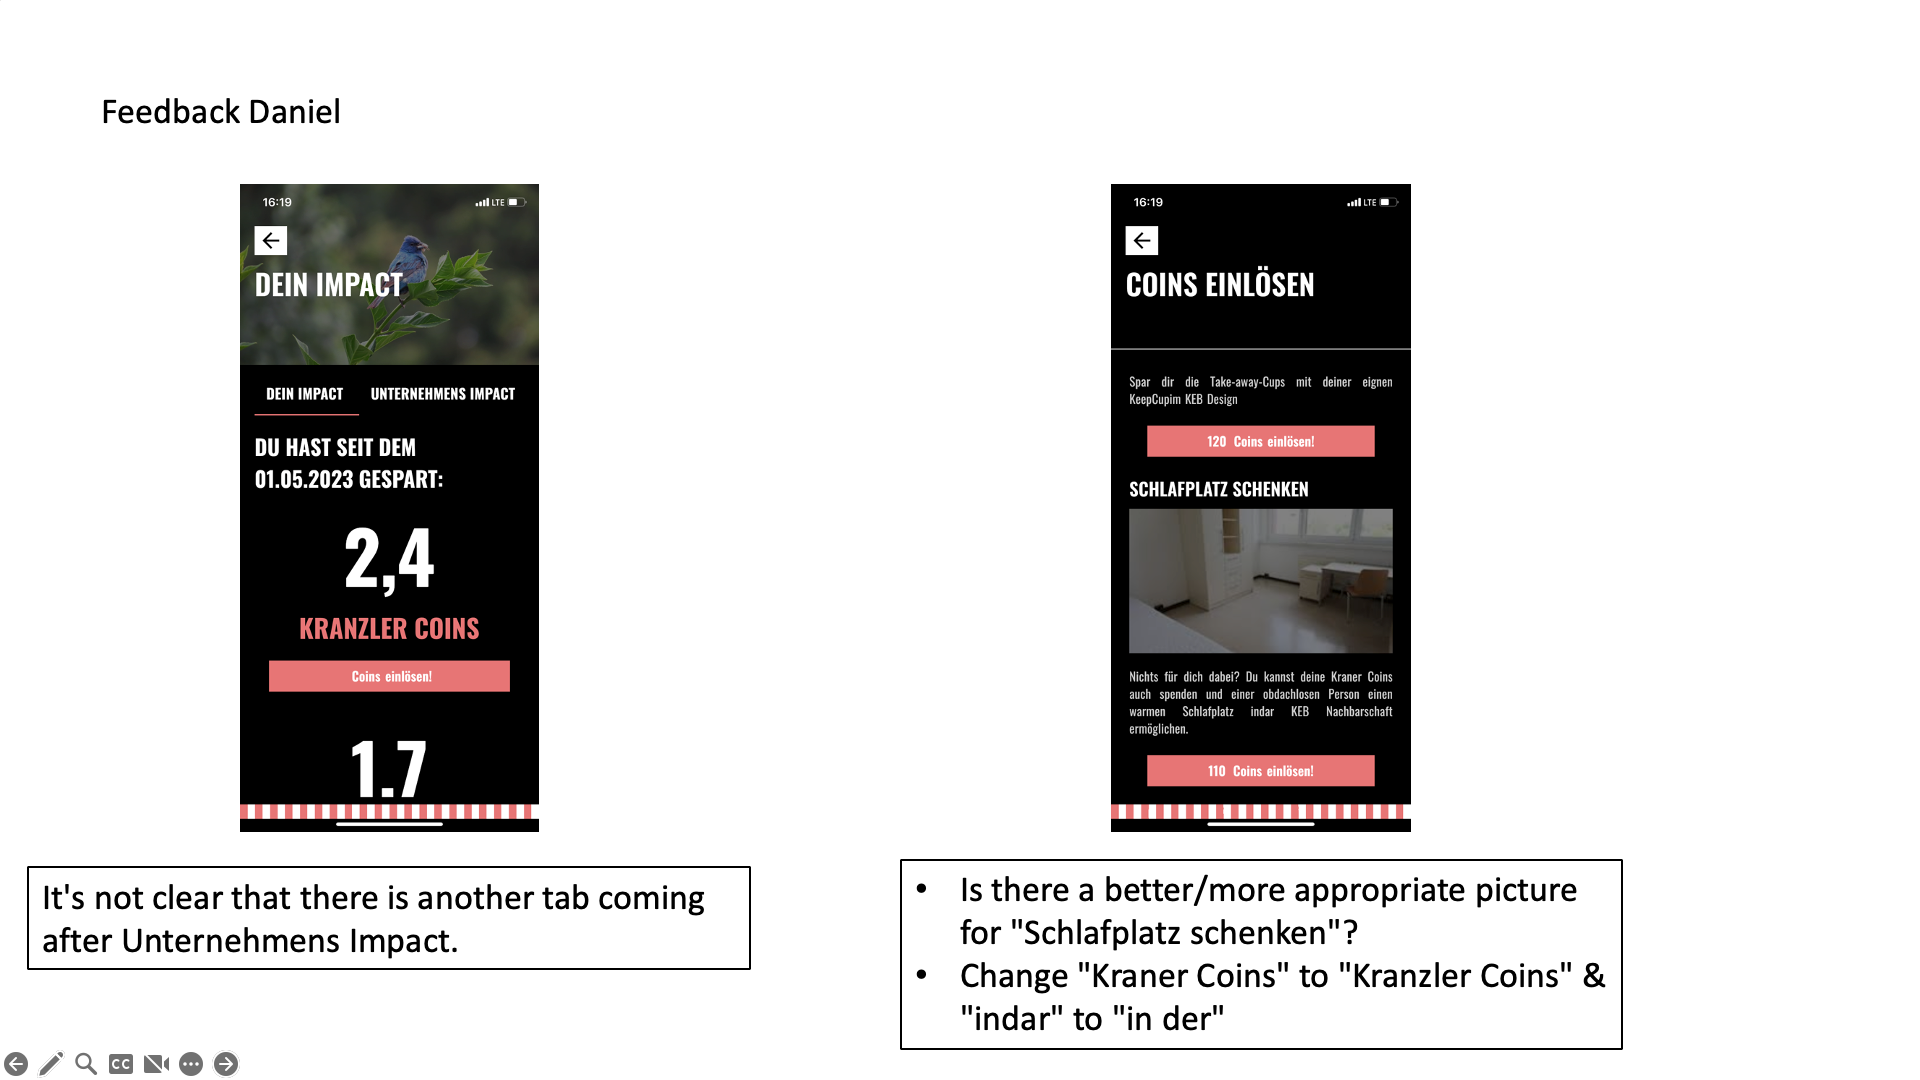 Feedback Daniel
16:19
LTE
DEIN IMPACT
DEIN IMPACT UNTERNEHMENS IMPACT
DU HAST SEIT DEM
01.05.2023 GESPART:
2,4
KRANZLER COINS
Coins einlösen!
1.7
It's not clear that there is another tab coming
after Unternehmens Impact.
16:19
LTE
COINS EINLÖSEN
Spar dir die Take-away-Cups mit deiner eignen
KeepCupim KEB Design
120 Coins einlösen!
SCHLAFPLATZ SCHENKEN
Nichts für dich dabei? Du kannst deine Kraner Coins
auch spenden und einer obdachlosen Person einen
warmen Schlafplatz indar KEB Nachbarschaft
ermöglichen.
110 Coins einlösen!
• Is there a better/more appropriate picture
for "Schlafplatz schenken"?
• Change "Kraner Coins" to "Kranzler Coins" &
"indar" to "in der"
CC